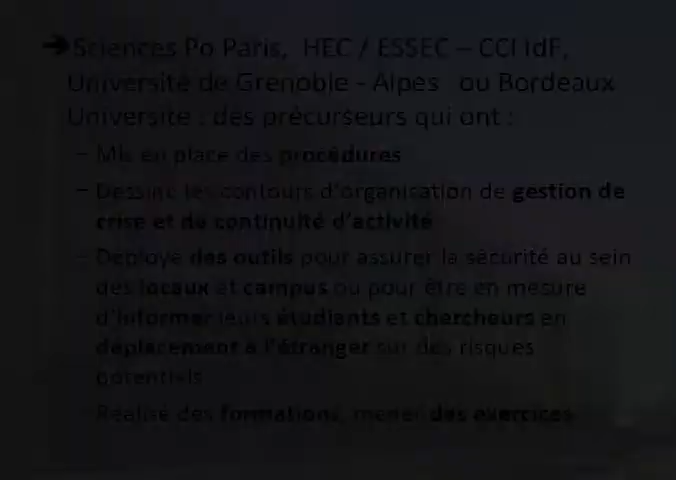 ➔Sciences Po Paris, HEC / ESSEC – CCI IdF,
Université de Grenoble - Alpes ou Bordeaux
Université : des précurseurs qui ont :
– Mis en place des procédures
– Dessiné les contours d'organisation de gestion de
crise et de continuité d'activité
– Déployé des outils pour assurer la sécurité au sein
des locaux et campus ou pour être en mesure
d'informer leurs étudiants et chercheurs en
déplacement à l'étranger sur des risques
potentiels
– Réalisé des formations, mener des exercices